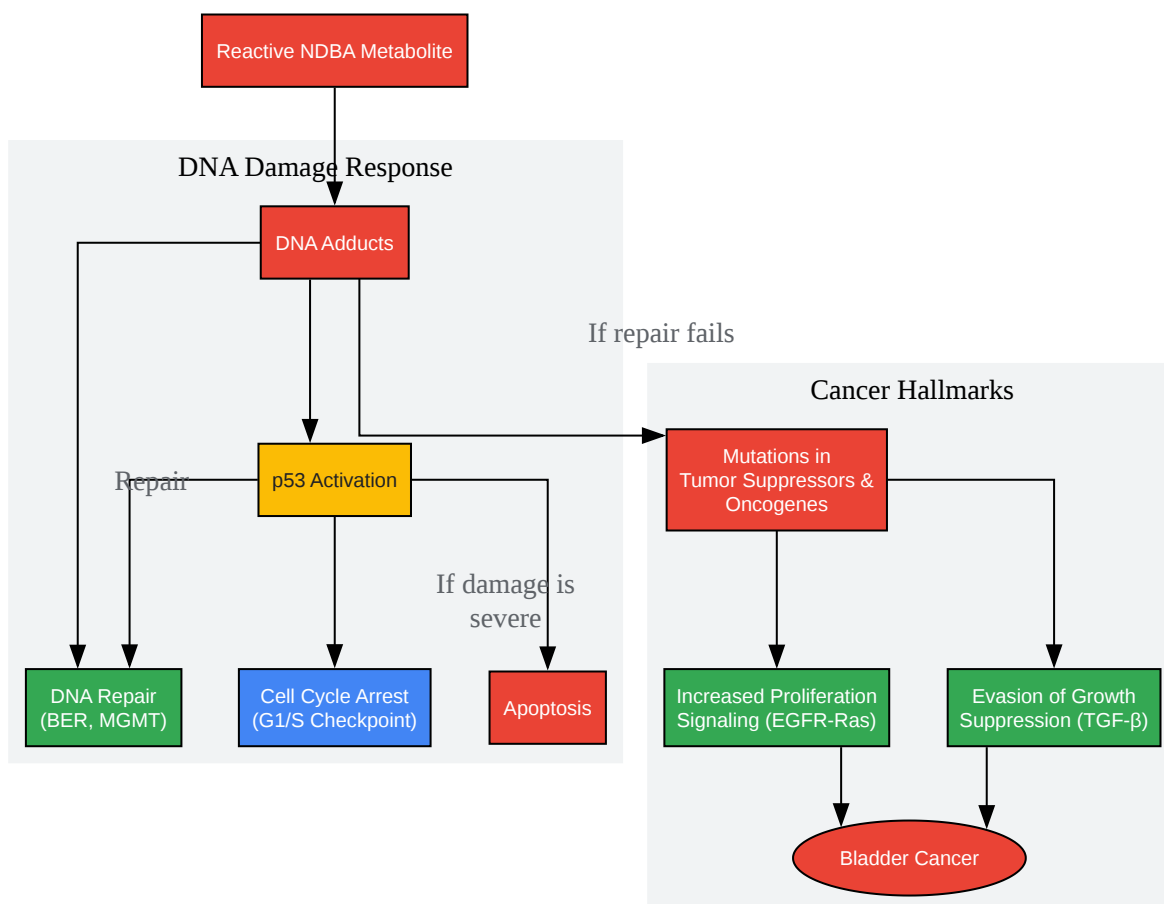 Reactive NDBA Metabolite
DNA Damage Response
DNA Adducts
If repair fails
Cancer Hallmarks
Mutations in
Tumor Suppressors &
Oncogenes
Repair
p53 Activation
If damage is
severe
DNA Repair
(BER, MGMT)
Cell Cycle Arrest
(G1/S Checkpoint)
Apoptosis
Increased Proliferation
Signaling (EGFR-Ras)
Evasion of Growth
Suppression (TGF-β)
Bladder Cancer